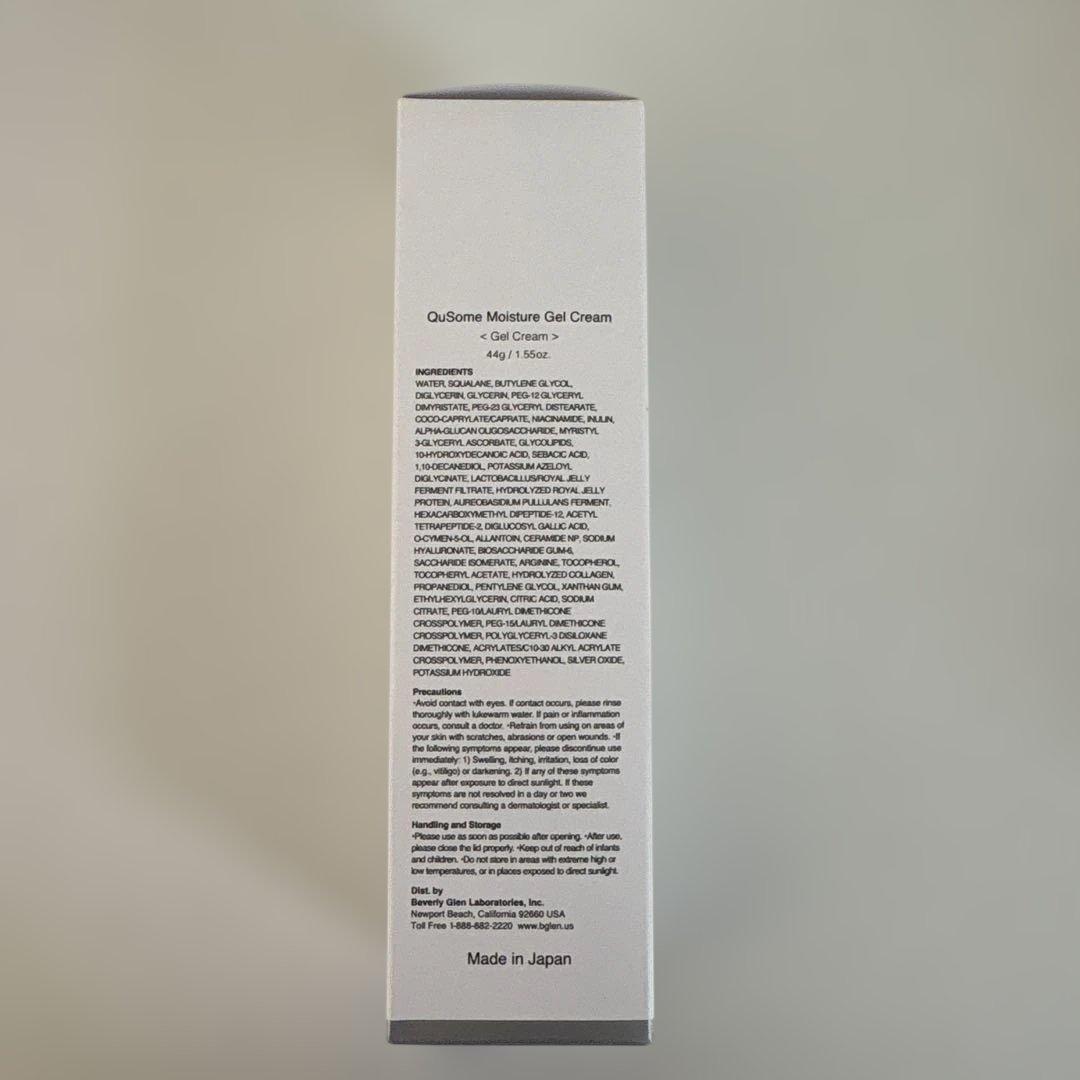 QuSome Moisture Gel Cream
< Gel Cream >
44g / 1.55oz.
INGREDIENTS
WATER, SQUALANE, BUTYLENE GLYCOL,
DIGLYCERIN, GLYCERIN, PEG-12 GLYCERYL
DIMYRISTATE, PEG-23 GLYCERYL DISTEARATE,
COCO-CAPRYLATE/CAPRATE, NIACINAMIDE, INULIN,
ALPHA-GLUCAN OLIGOSACCHARIDE, MYRISTYL
3-GLYCERYL ASCORBATE, GLYCOLIPIDS,
10-HYDROXYDECANOIC ACID, SEBACIC ACID,
1,10-DECANEDIOL, POTASSIUM AZELOYL
DIGLYCINATE, LACTOBACILLUS/ROYAL JELLY
FERMENT FILTRATE, HYDROLYZED ROYAL JELLY
PROTEIN, AUREOBASIDIUM PULLULANS FERMENT,
HEXACARBOXYMETHYL DIPEPTIDE-12, ACETYL
TETRAPEPTIDE-2, DIGLUCOSYL GALLIC ACID,
O-CYMEN-5-OL, ALLANTOIN, CERAMIDE NP, SODIUM
HYALURONATE, BIOSACCHARIDE GUM-6,
SACCHARIDE ISOMERATE, ARGININE, TOCOPHEROL,
TOCOPHERYL ACETATE, HYDROLYZED COLLAGEN,
PROPANEDIOL, PENTYLENE GLYCOL, XANTHAN GUM,
ETHYLHEXYLGLYCERIN, CITRIC ACID, SODIUM
CITRATE, PEG-10/LAURYL DIMETHICONE
CROSSPOLYMER, PEG-15/LAURYL DIMETHICONE
CROSSPOLYMER, POLYGLYCERYL-3 DISILOXANE
DIMETHICONE, ACRYLATES/C10-30 ALKYL ACRYLATE
CROSSPOLYMER, PHENOXYETHANOL, SILVER OXIDE,
POTASSIUM HYDROXIDE
Precautions
•Avoid contact with eyes. If contact occurs, please rinse
thoroughly with lukewarm water. If pain or inflammation
occurs, consult a doctor. •Refrain from using on areas of
your skin with scratches, abrasions or open wounds. •If
the following symptoms appear, please discontinue use
immediately: 1) Swelling, itching, irritation, loss of color
(e.g., vitiligo) or darkening. 2) If any of these symptoms
appear after exposure to direct sunlight. If these
symptoms are not resolved in a day or two we
recommend consulting a dermatologist or specialist.
Handling and Storage
•Please use as soon as possible after opening. •After use,
please close the lid properly. •Keep out of reach of infants
and children. •Do not store in areas with extreme high or
low temperatures, or in places exposed to direct sunlight.
Dist. by
Beverly Glen Laboratories, Inc.
Newport Beach, California 92660 USA
Toll Free 1-888-882-2220 www.bglen.us
Made in Japan